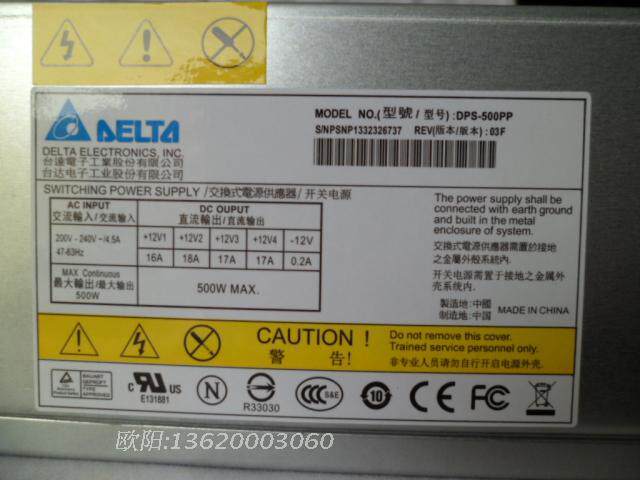 DELTA
MODEL NO.(型號/型号):DPS-500PP
S/NPSNP1332326737 REV(版本/版本):03F
DELTA ELECTRONICS, INC.
台達電子工業股份有限公司
台达电子工业股份有限公司
SWITCHING POWER SUPPLY /交換式電源供應器/开关电源
AC INPUT
交流輸入/交流输入
DC OUPUT
直流輸出/直流输出
200V -240V ~/4.5A
47-63Hz
+12V1 +12V2 +12V3 +12V4 -12V
16A 18A 17A 17A 0.2A
MAX. Continuous
最大輸出/最大输出
500W
500W MAX.
The power supply shall be
connected with earth ground
and built in the metal
enclosure of system.
交換式電源供應器需置於接地
之金屬外殼系統內.
开关电源需置于接地之金属外
壳系统内.
製造地:中國
制造地:中国
MADE IN CHINA
CAUTION !
警 告!
Do not remove this cover.
Trained service personnel only.
非专业人员请勿自行开启电源外壳.
c UL US
E131881
N
R33030
CCC S&E
10
CE
FC
欧阳:13620003060